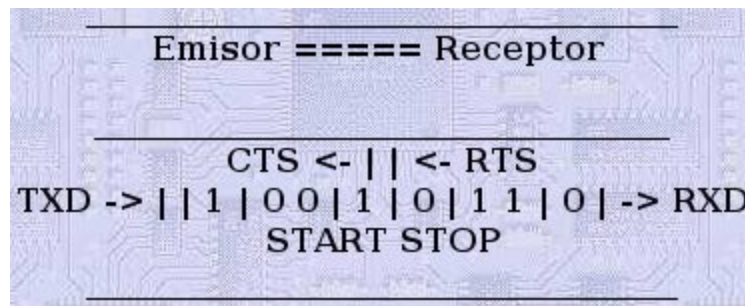 Emisor ===== Receptor
CTS <- | | <- RTS
TXD -> | | 1 | 0 0 | 1 | 0 | 1 1 | 0 | -> RXD
START STOP